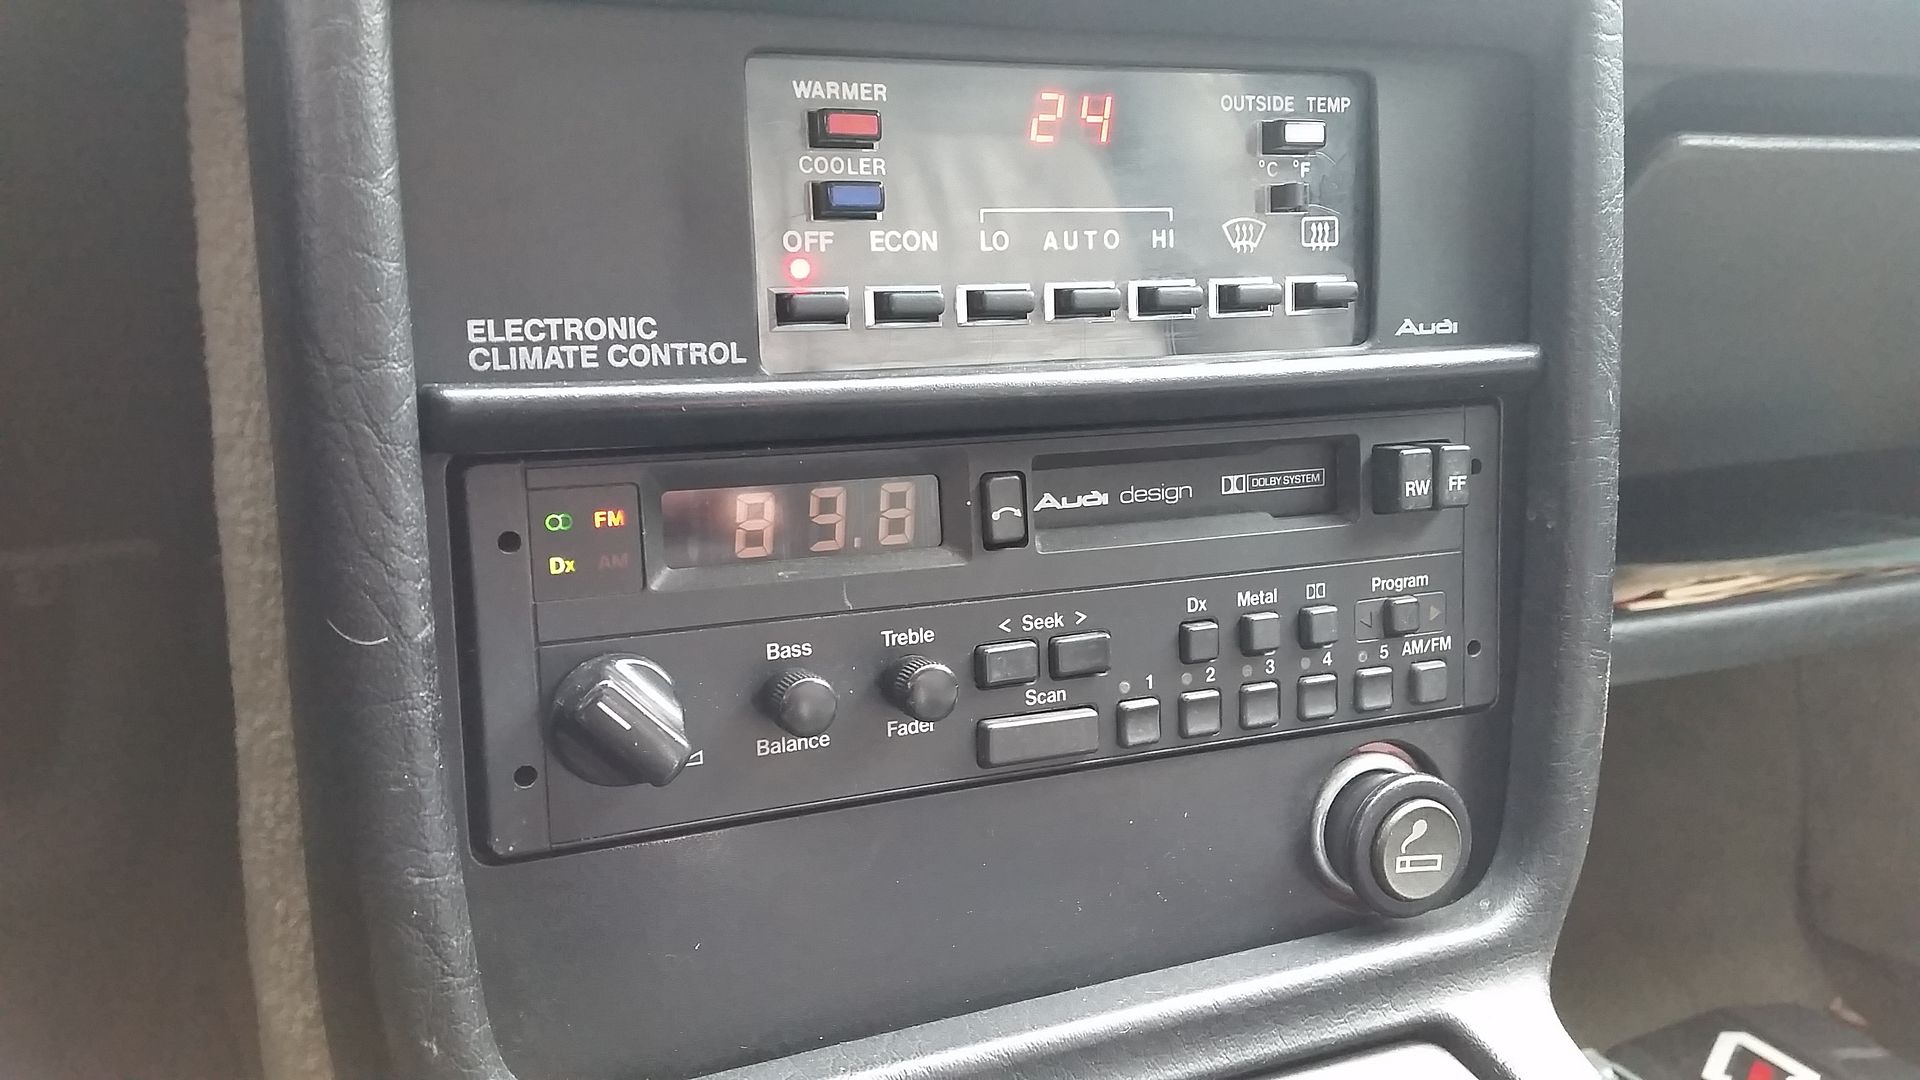 WARMER
24
OUTSIDE TEMP
COOLER
°C °F
OFF ECON LO AUTO HI
ELECTRONIC
CLIMATE CONTROL
Audi
FM
Dx AM
89.8
Audi design
DOLBY SYSTEM
RW FF
Bass
Balance
Treble
Fader
< Seek >
Scan
Dx Metal Program
1 2 3 4 5 AM/FM